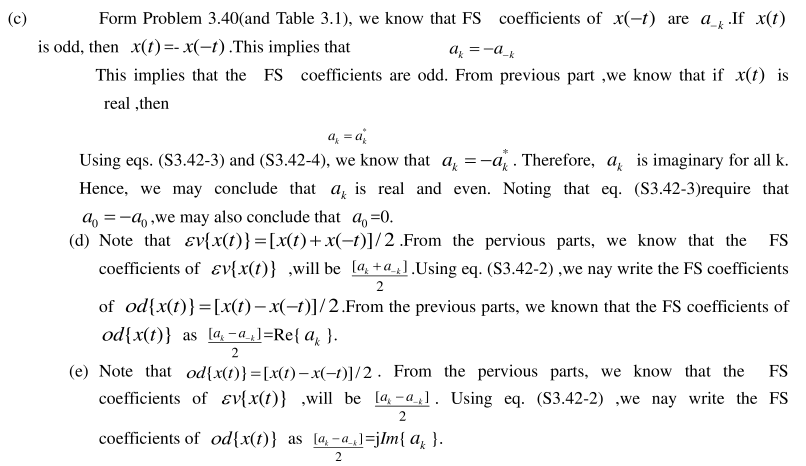 (c) Form Problem 3.40(and Table 3.1), we know that FS coefficients of x(−t) are a_{-k} .If x(t)
is odd, then x(t) =- x(−t) .This implies that a_k = −a_{-k}
This implies that the FS coefficients are odd. From previous part ,we know that if x(t) is
real ,then
a_k = a_k^*
Using eqs. (S3.42-3) and (S3.42-4), we know that a_k = −a_k^* . Therefore, a_k is imaginary for all k.
Hence, we may conclude that a_k is real and even. Noting that eq. (S3.42-3)require that
a_0 = −a_0 ,we may also conclude that a_0 =0.
(d) Note that εv{x(t)} = [x(t) + x(−t)]/2 .From the pervious parts, we know that the FS
coefficients of εv{x(t)} ,will be [a_k + a_{-k}]/2 .Using eq. (S3.42-2) ,we nay write the FS coefficients
of od{x(t)} = [x(t) − x(−t)]/2 .From the previous parts, we known that the FS coefficients of
od{x(t)} as [a_k − a_{-k}]/2 =Re{ a_k }.
(e) Note that od{x(t)} = [x(t) − x(−t)]/2 . From the pervious parts, we know that the FS
coefficients of εv{x(t)} ,will be [a_k − a_{-k}]/2 . Using eq. (S3.42-2) ,we nay write the FS
coefficients of od{x(t)} as [a_k − a_{-k}]/2 =jIm{ a_k }.